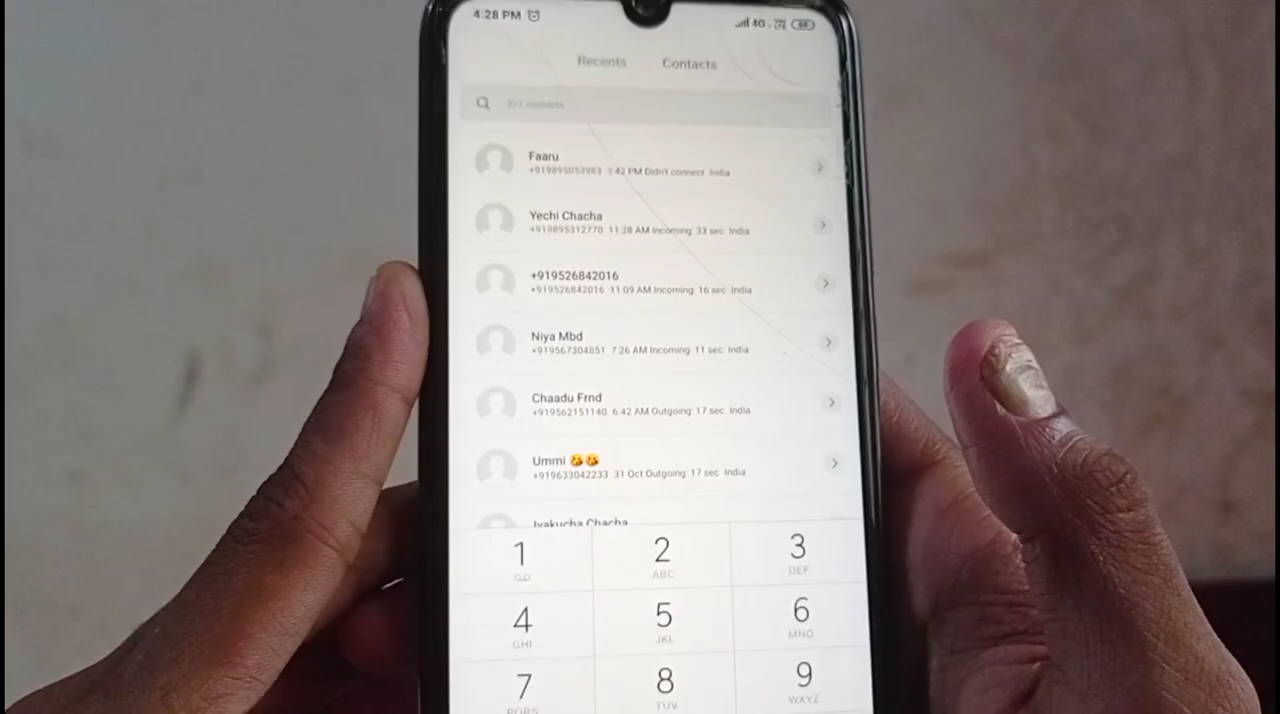 4:28 PM
4G
Recents
Contacts
Faaru
+919895053983 3:42 PM Didn't connect India
Yechi Chacha
+919895312770 11:28 AM Incoming: 33 sec India
+919526842016
+919526842016 11:09 AM Incoming: 16 sec India
Niya Mbd
+919567304851 7:26 AM Incoming: 11 sec India
Chaadu Frnd
+919562151140 6:42 AM Outgoing: 17 sec India
Ummi 😘😘
+919633042233 31 Oct Outgoing: 17 sec India
Iyakucha Chacha
1 2 3
ABC DEF
4 5 6
GHI JKL MNO
7 8 9
PQRS TUV WXYZ